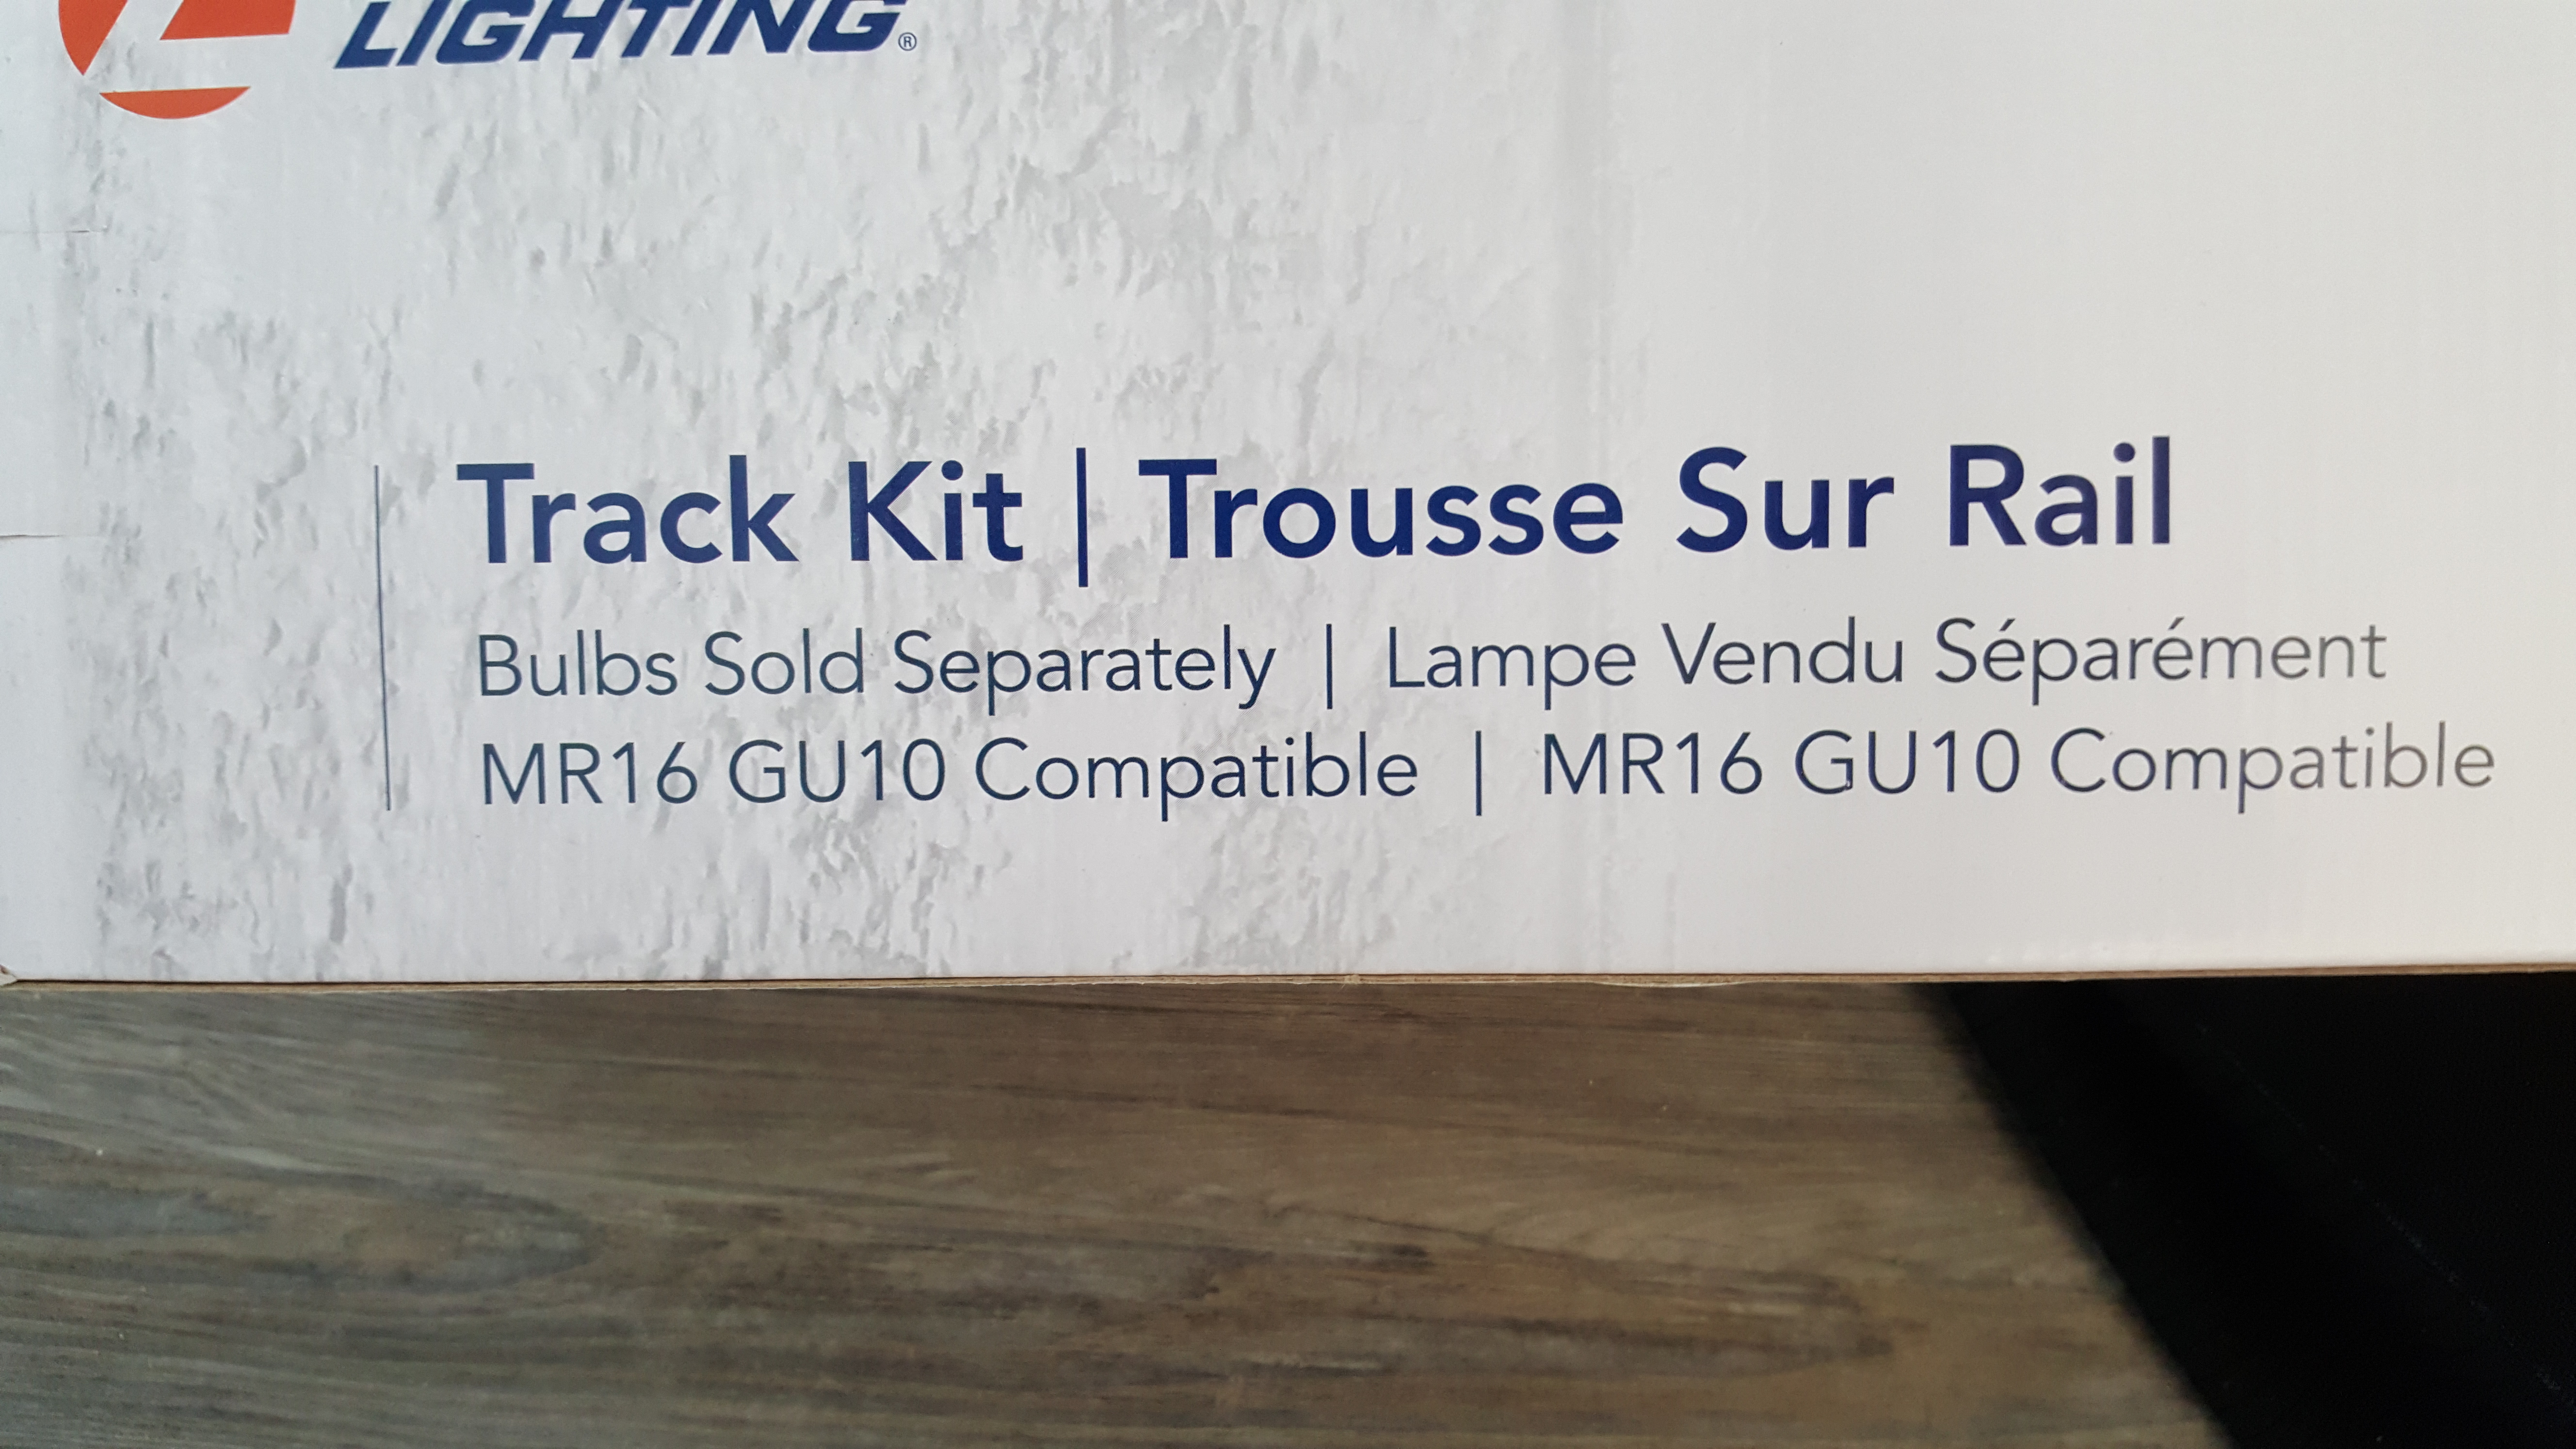 LIGHTING®
Track Kit | Trousse Sur Rail
Bulbs Sold Separately | Lampe Vendu Séparément
MR16 GU10 Compatible | MR16 GU10 Compatible